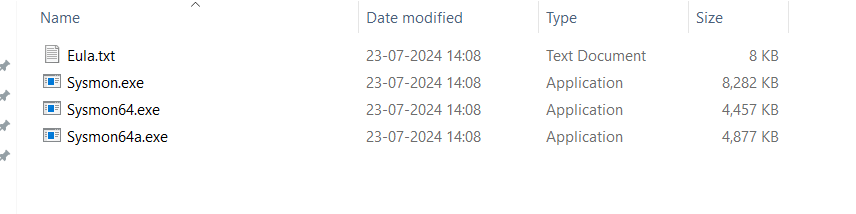 Name Date modified Type Size
Eula.txt 23-07-2024 14:08 Text Document 8 KB
Sysmon.exe 23-07-2024 14:08 Application 8,282 KB
Sysmon64.exe 23-07-2024 14:08 Application 4,457 KB
Sysmon64a.exe 23-07-2024 14:08 Application 4,877 KB